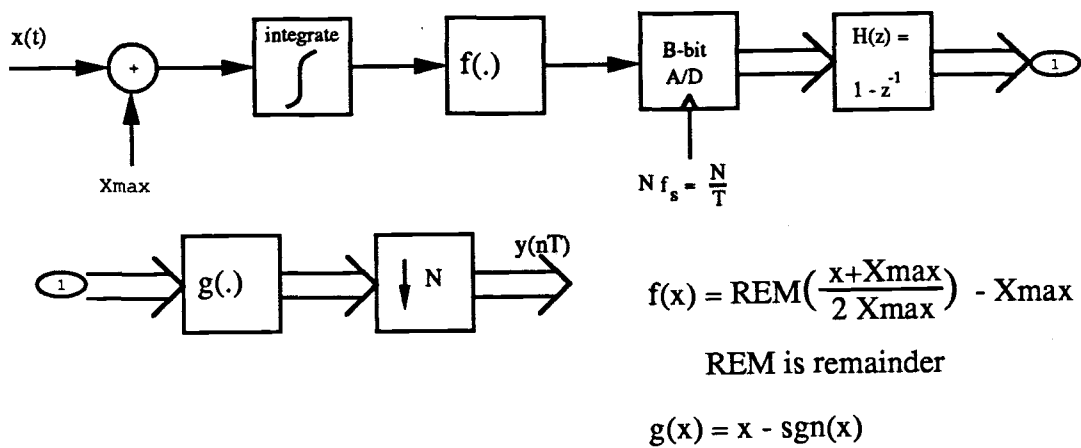 x(t)
+
Xmax
integrate
f(.)
B-bit
A/D
N f_s = N/T
H(z) =
1 - z^-1
1
1
g(.)
↓ N
y(nT)
f(x) = REM(x+Xmax / 2 Xmax) - Xmax
REM is remainder
g(x) = x - sgn(x)